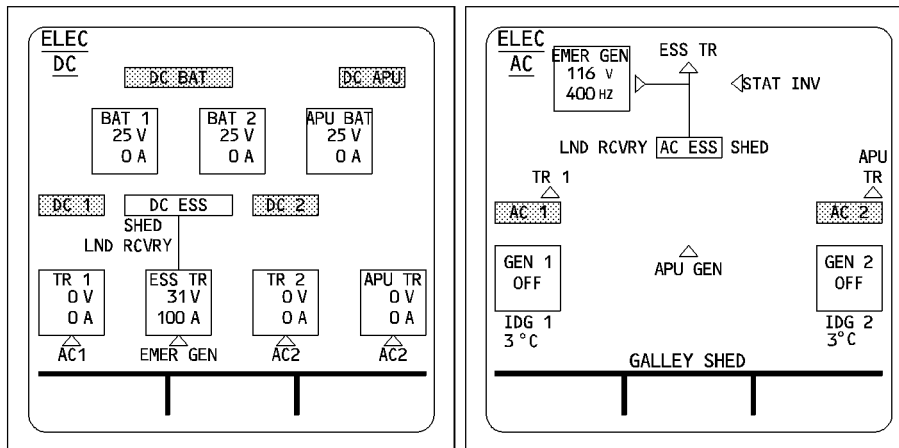 ELEC
DC
DC BAT
DC APU
BAT 1
25 V
0 A
BAT 2
25 V
0 A
APU BAT
25 V
0 A
DC 1
DC ESS
DC 2
SHED
LND RCVRY
TR 1
0 V
0 A
ESS TR
31 V
100 A
TR 2
0 V
0 A
APU TR
0 V
0 A
AC1
EMER GEN
AC2
AC2
ELEC
AC
EMER GEN
116 V
400 HZ
ESS TR
STAT INV
LND RCVRY
AC ESS
SHED
TR 1
APU
TR
AC 1
AC 2
GEN 1
OFF
APU GEN
GEN 2
OFF
IDG 1
3°C
IDG 2
3°C
GALLEY SHED